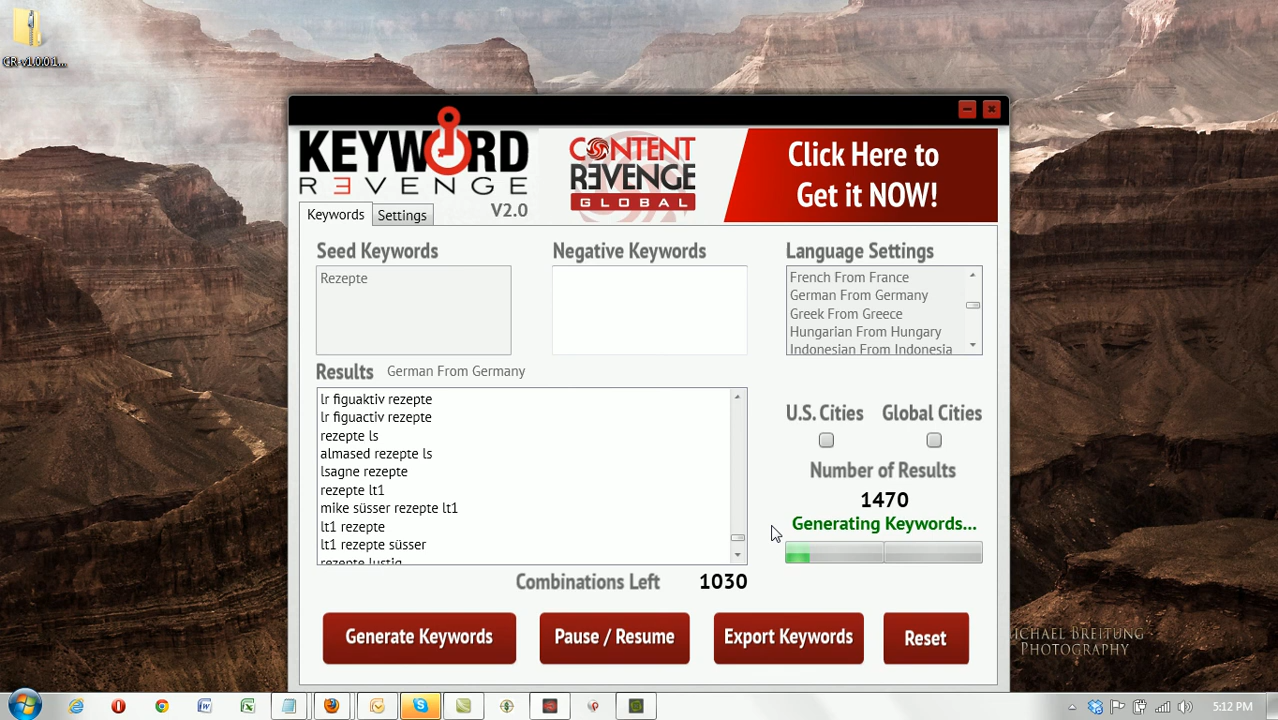 CR-v1.0.0.1...
KEYWORD
REVENGE
V2.0
CONTENT
REVENGE
GLOBAL
Click Here to
Get it NOW!
Keywords
Settings
Seed Keywords
Negative Keywords
Language Settings
Rezepte
French From France
German From Germany
Greek From Greece
Hungarian From Hungary
Indonesian From Indonesia
Results German From Germany
lr figuaktiv rezepte
lr figuactiv rezepte
rezepte ls
almased rezepte ls
lsagne rezepte
rezepte lt1
mike süsser rezepte lt1
lt1 rezepte
lt1 rezepte süsser
rezepte lustig
U.S. Cities
Global Cities
Number of Results
1470
Generating Keywords...
Combinations Left 1030
Generate Keywords
Pause / Resume
Export Keywords
Reset
MICHAEL BREITUNG
PHOTOGRAPHY
5:12 PM